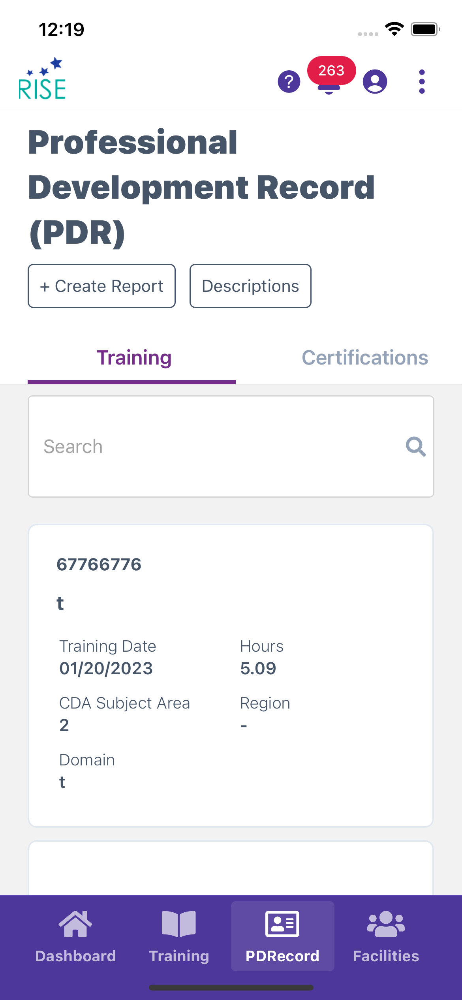 12:19
RISE
?
263
Professional
Development Record
(PDR)
+ Create Report
Descriptions
Training
Certifications
Search
67766776
t
Training Date
Hours
01/20/2023
5.09
CDA Subject Area
Region
2
-
Domain
t
Dashboard
Training
PDRecord
Facilities